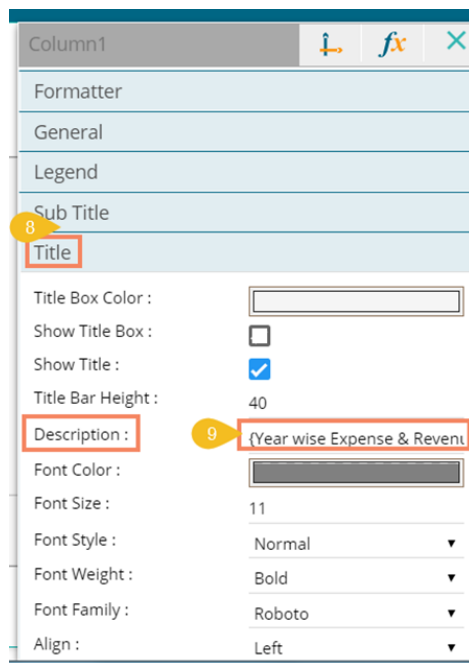 Column1 fx
Formatter
General
Legend
Sub Title
8
Title
Title Box Color :
Show Title Box :
Show Title :
Title Bar Height : 40
Description : 9 {Year wise Expense & Revenu
Font Color :
Font Size : 11
Font Style : Normal
Font Weight : Bold
Font Family : Roboto
Align : Left